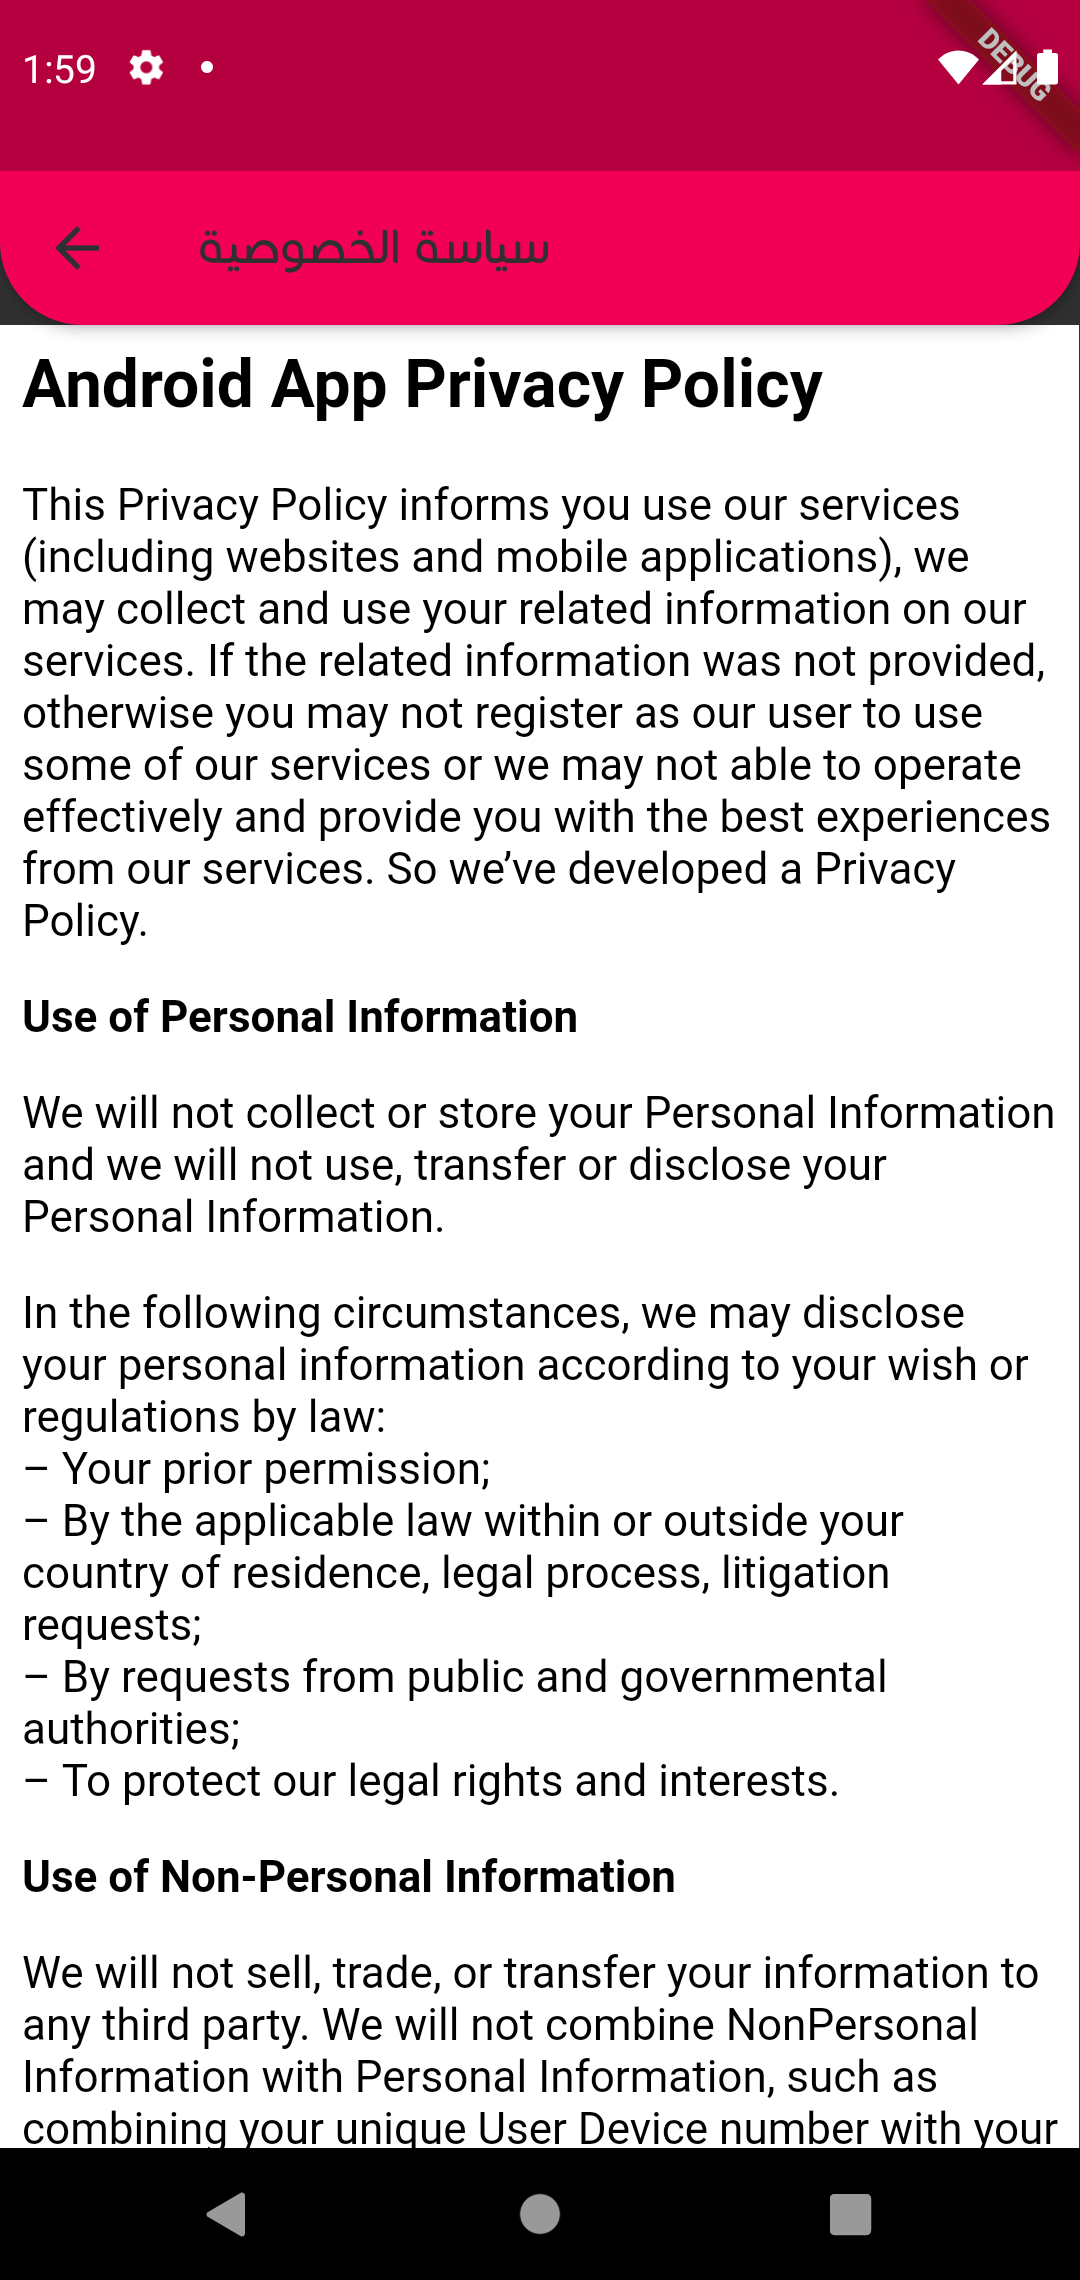 1:59
DEBUG
سياسة الخصوصية
Android App Privacy Policy
This Privacy Policy informs you use our services
(including websites and mobile applications), we
may collect and use your related information on our
services. If the related information was not provided,
otherwise you may not register as our user to use
some of our services or we may not able to operate
effectively and provide you with the best experiences
from our services. So we’ve developed a Privacy
Policy.
Use of Personal Information
We will not collect or store your Personal Information
and we will not use, transfer or disclose your
Personal Information.
In the following circumstances, we may disclose
your personal information according to your wish or
regulations by law:
– Your prior permission;
– By the applicable law within or outside your
country of residence, legal process, litigation
requests;
– By requests from public and governmental
authorities;
– To protect our legal rights and interests.
Use of Non-Personal Information
We will not sell, trade, or transfer your information to
any third party. We will not combine NonPersonal
Information with Personal Information, such as
combining your unique User Device number with your